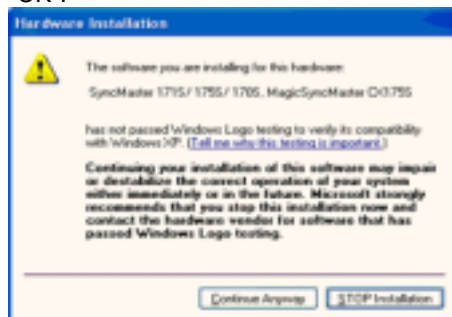 Hardware Installation
The software you are installing for this hardware:
SyncMaster 171S/ 175S/ 170S, MagicSyncMaster CX175S
has not passed Windows Logo testing to verify its compatibility
with Windows XP. (Tell me why this testing is important.)
Continuing your installation of this software may impair
or destabilize the correct operation of your system
either immediately or in the future. Microsoft strongly
recommends that you stop this installation now and
contact the hardware vendor for software that has
passed Windows Logo testing.
Continue Anyway STOP Installation